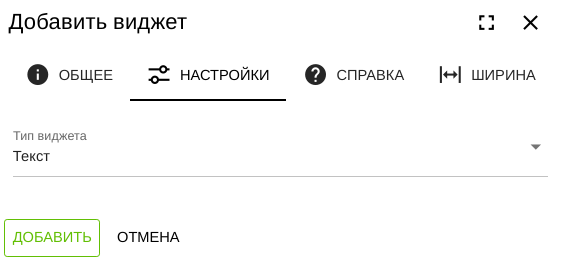 Добавить виджет
ОБЩЕЕ НАСТРОЙКИ СПРАВКА ШИРИНА
Тип виджета
Текст
ДОБАВИТЬ ОТМЕНА